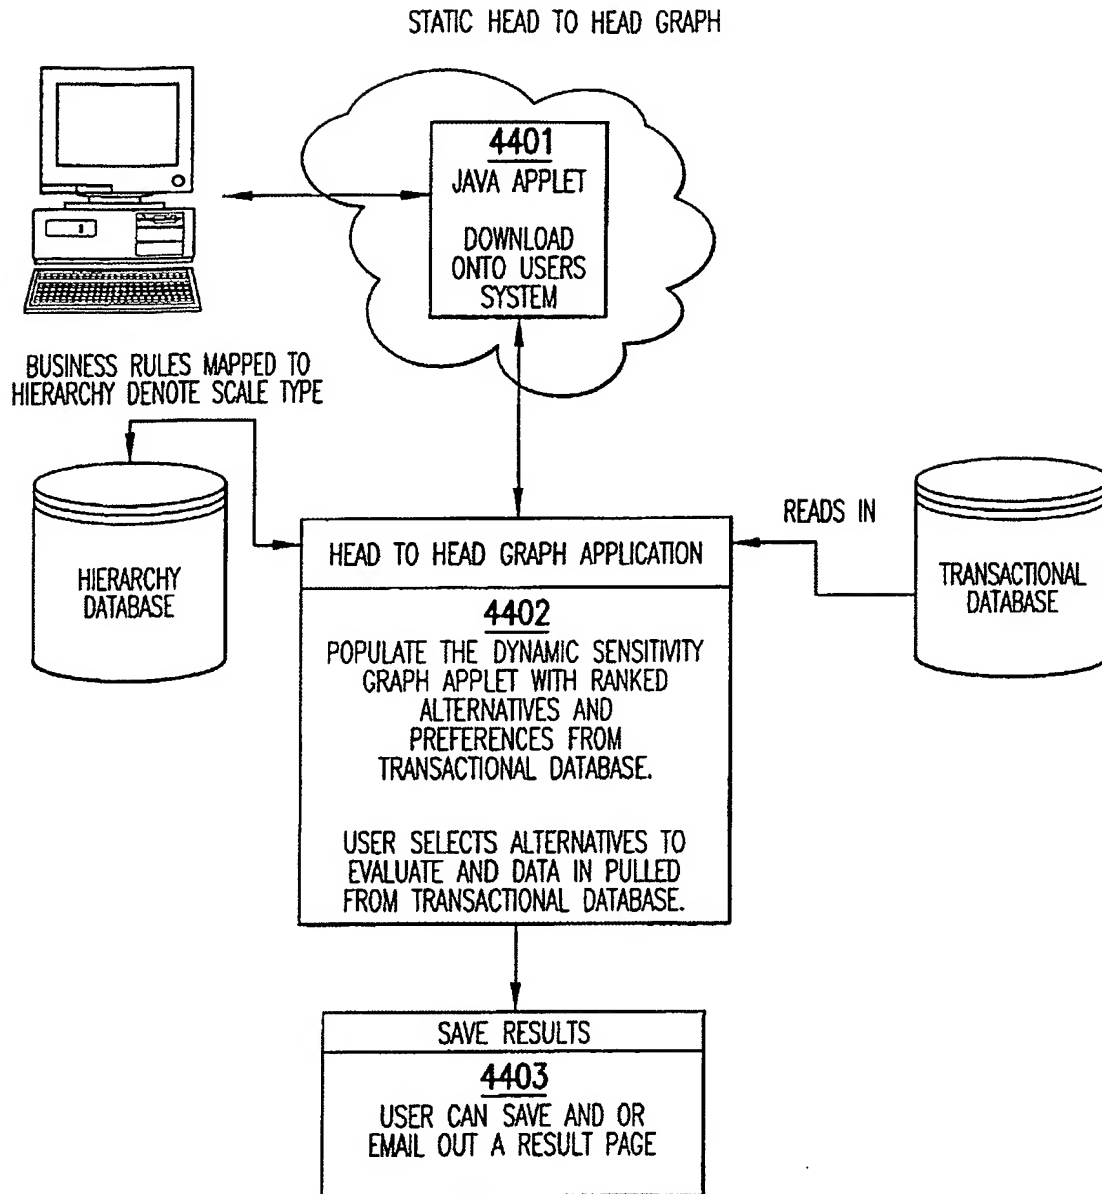 STATIC HEAD TO HEAD GRAPH
4401
JAVA APPLET
DOWNLOAD
ONTO USERS
SYSTEM
BUSINESS RULES MAPPED TO
HIERARCHY DENOTE SCALE TYPE
HIERARCHY
DATABASE
READS IN
TRANSACTIONAL
DATABASE
HEAD TO HEAD GRAPH APPLICATION
4402
POPULATE THE DYNAMIC SENSITIVITY
GRAPH APPLET WITH RANKED
ALTERNATIVES AND
PREFERENCES FROM
TRANSACTIONAL DATABASE.
USER SELECTS ALTERNATIVES TO
EVALUATE AND DATA IN PULLED
FROM TRANSACTIONAL DATABASE.
SAVE RESULTS
4403
USER CAN SAVE AND OR
EMAIL OUT A RESULT PAGE